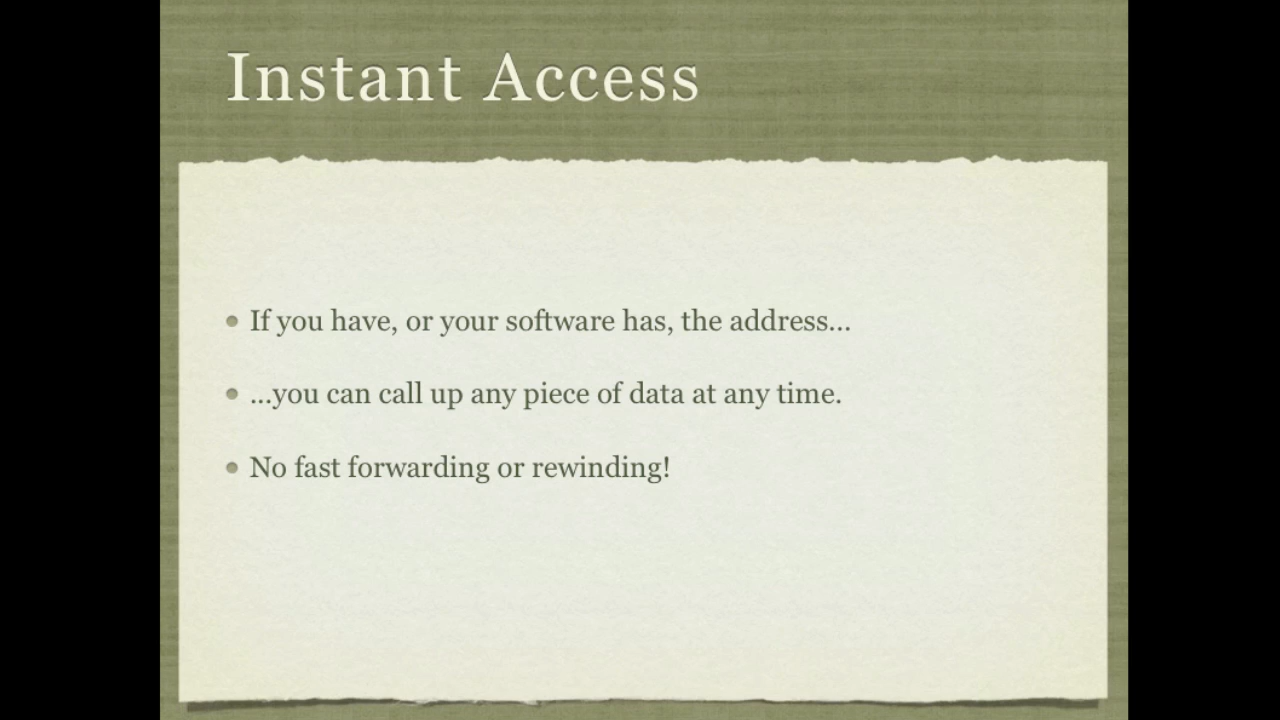 Instant Access
• If you have, or your software has, the address...
• ...you can call up any piece of data at any time.
• No fast forwarding or rewinding!